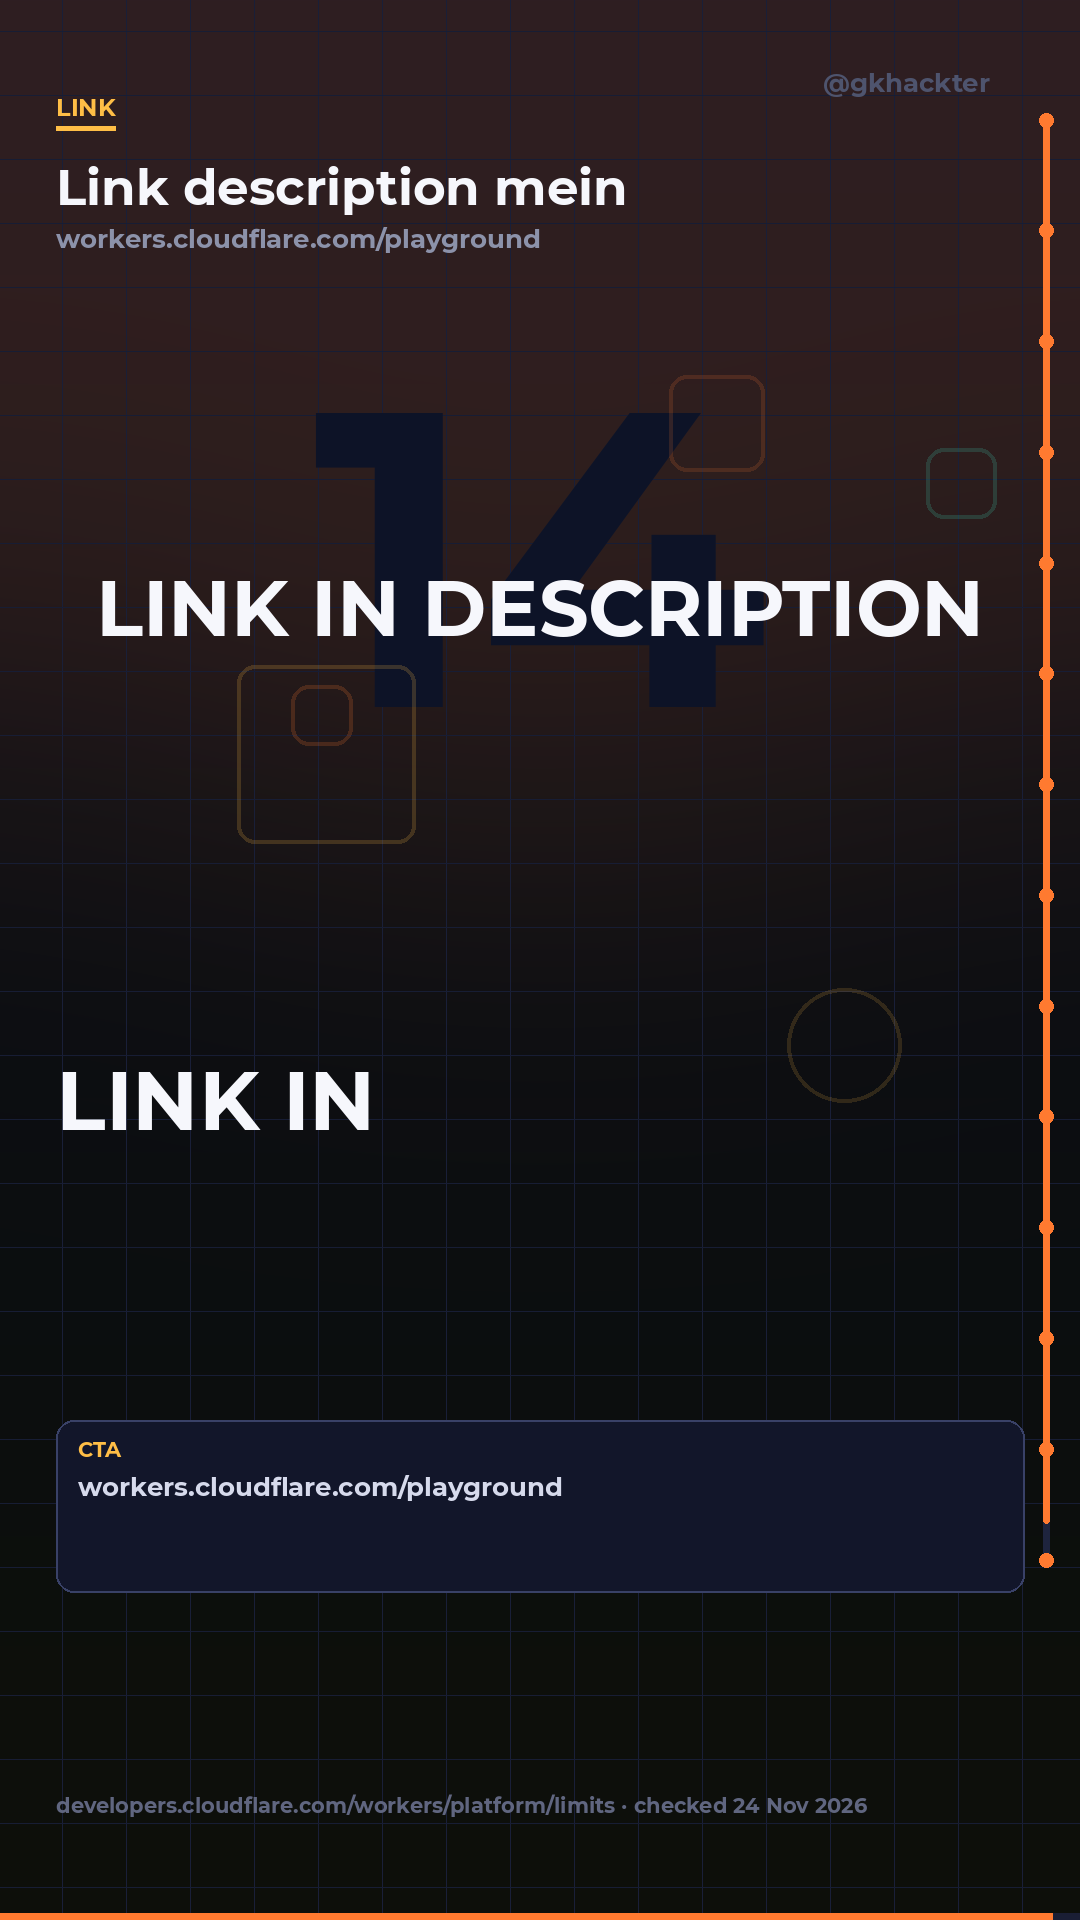 @gkhackter
LINK
Link description mein
workers.cloudflare.com/playground
14
LINK IN DESCRIPTION
LINK IN
CTA
workers.cloudflare.com/playground
developers.cloudflare.com/workers/platform/limits · checked 24 Nov 2026